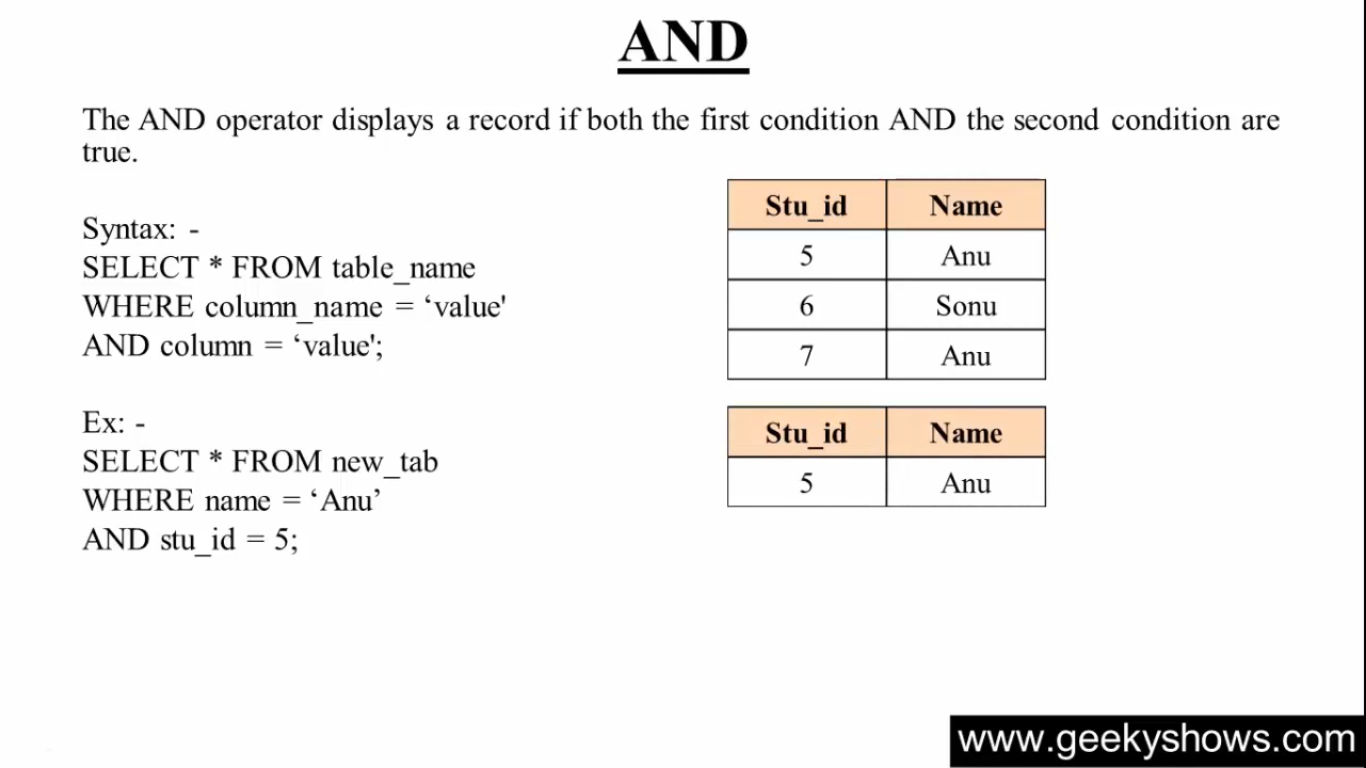 AND
The AND operator displays a record if both the first condition AND the second condition are
true.
Syntax: -
SELECT * FROM table_name
WHERE column_name = ‘value'
AND column = ‘value';
Ex: -
SELECT * FROM new_tab
WHERE name = ‘Anu’
AND stu_id = 5;
Stu_id Name
5 Anu
6 Sonu
7 Anu
Stu_id Name
5 Anu
www.geekyshows.com